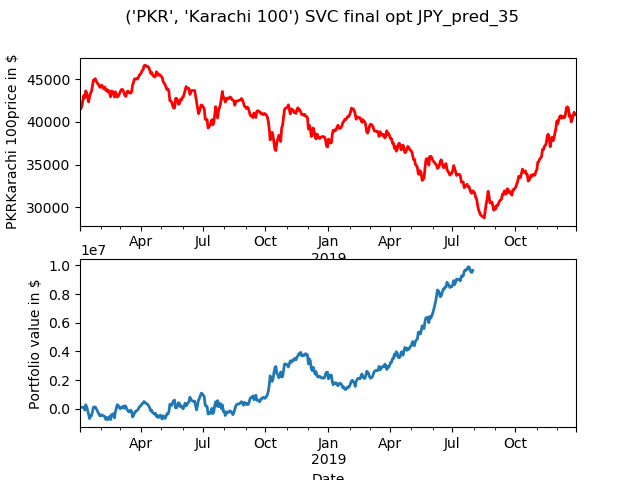 ('PKR', 'Karachi 100') SVC final opt JPY_pred_35
PKRKarachi 100price in $
45000
40000
35000
30000
Apr Jul Oct Jan Apr Jul Oct
2019
1e7
Portfolio value in $
1.0
0.8
0.6
0.4
0.2
0.0
Apr Jul Oct Jan Apr Jul Oct
2019
Date